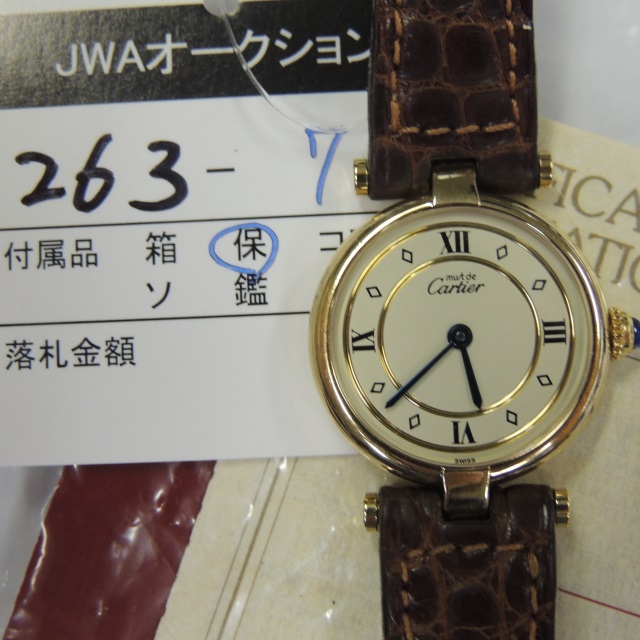 JWAオークション
263-7
付属品 箱 保 コ
ソ 鑑
落札金額
XII
must de
Cartier
III
IX
VI
SWISS